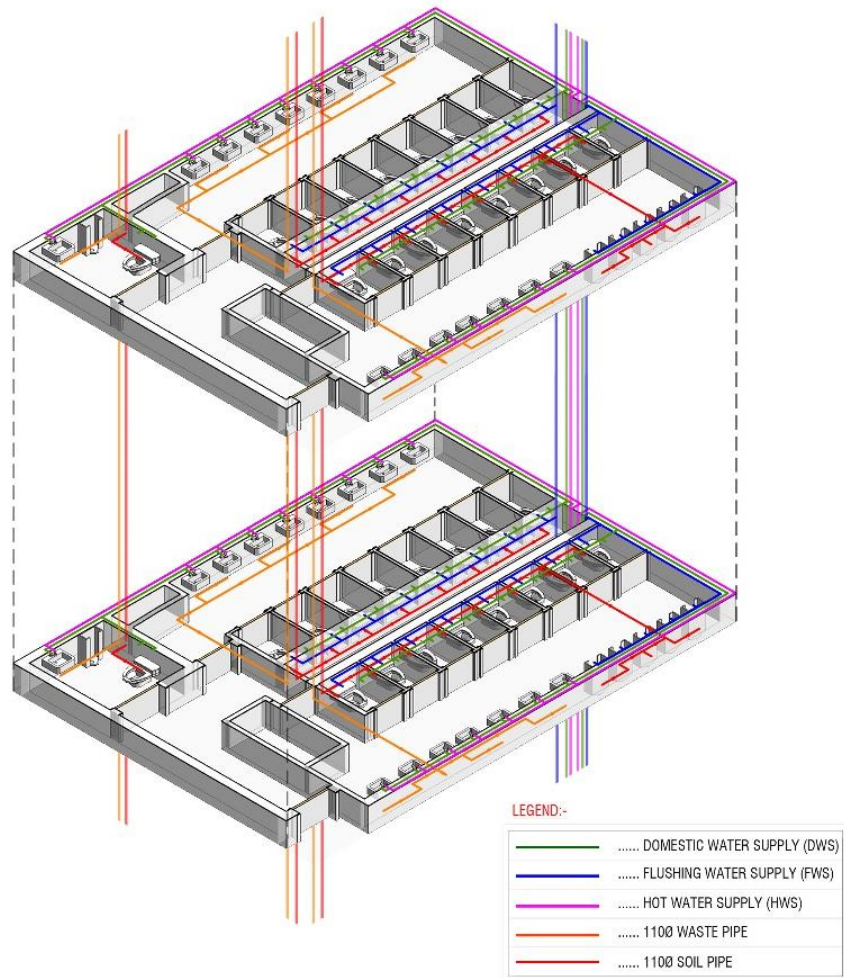 LEGEND:-
...... DOMESTIC WATER SUPPLY (DWS)
...... FLUSHING WATER SUPPLY (FWS)
...... HOT WATER SUPPLY (HWS)
...... 110Ø WASTE PIPE
...... 110Ø SOIL PIPE